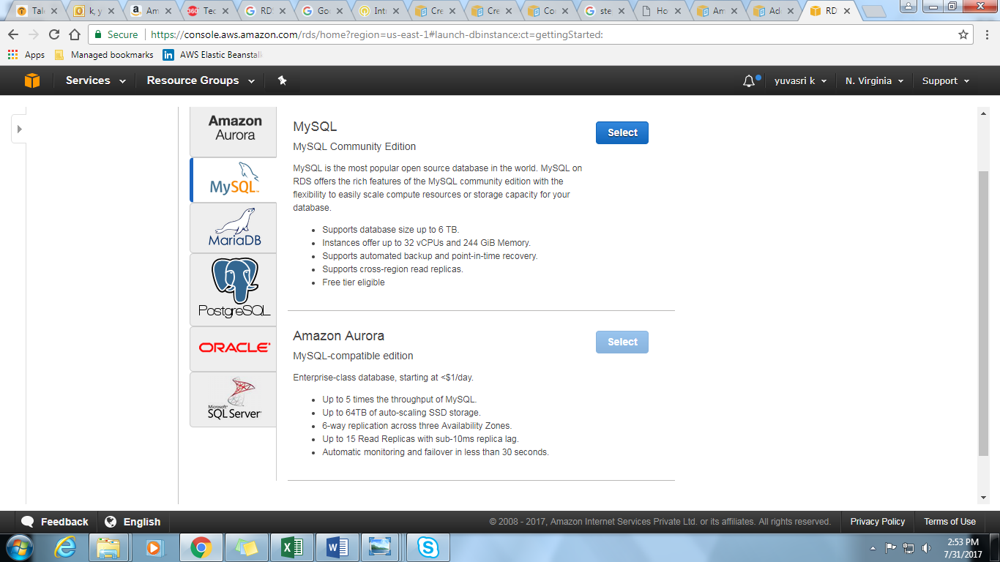 Tale
k, y
Am
360 Tec
RD
Goo
Intr
Cre
Cre
Co
ste
Ho
Am
Ad
RD
Secure https://console.aws.amazon.com/rds/home?region=us-east-1#launch-dbinstance:ct=gettingStarted:
Apps Managed bookmarks AWS Elastic Beanstal
Services Resource Groups yuvasri k N. Virginia Support
Amazon
Aurora
MySQL
MariaDB
PostgreSQL
ORACLE
Microsoft
SQL Server
MySQL
Select
MySQL Community Edition
MySQL is the most popular open source database in the world. MySQL on
RDS offers the rich features of the MySQL community edition with the
flexibility to easily scale compute resources or storage capacity for your
database.
• Supports database size up to 6 TB.
• Instances offer up to 32 vCPUs and 244 GiB Memory.
• Supports automated backup and point-in-time recovery.
• Supports cross-region read replicas.
• Free tier eligible
Amazon Aurora
Select
MySQL-compatible edition
Enterprise-class database, starting at <$1/day.
• Up to 5 times the throughput of MySQL.
• Up to 64TB of auto-scaling SSD storage.
• 6-way replication across three Availability Zones.
• Up to 15 Read Replicas with sub-10ms replica lag.
• Automatic monitoring and failover in less than 30 seconds.
Feedback English © 2008 - 2017, Amazon Internet Services Private Ltd. or its affiliates. All rights reserved. Privacy Policy Terms of Use
2:53 PM
7/31/2017